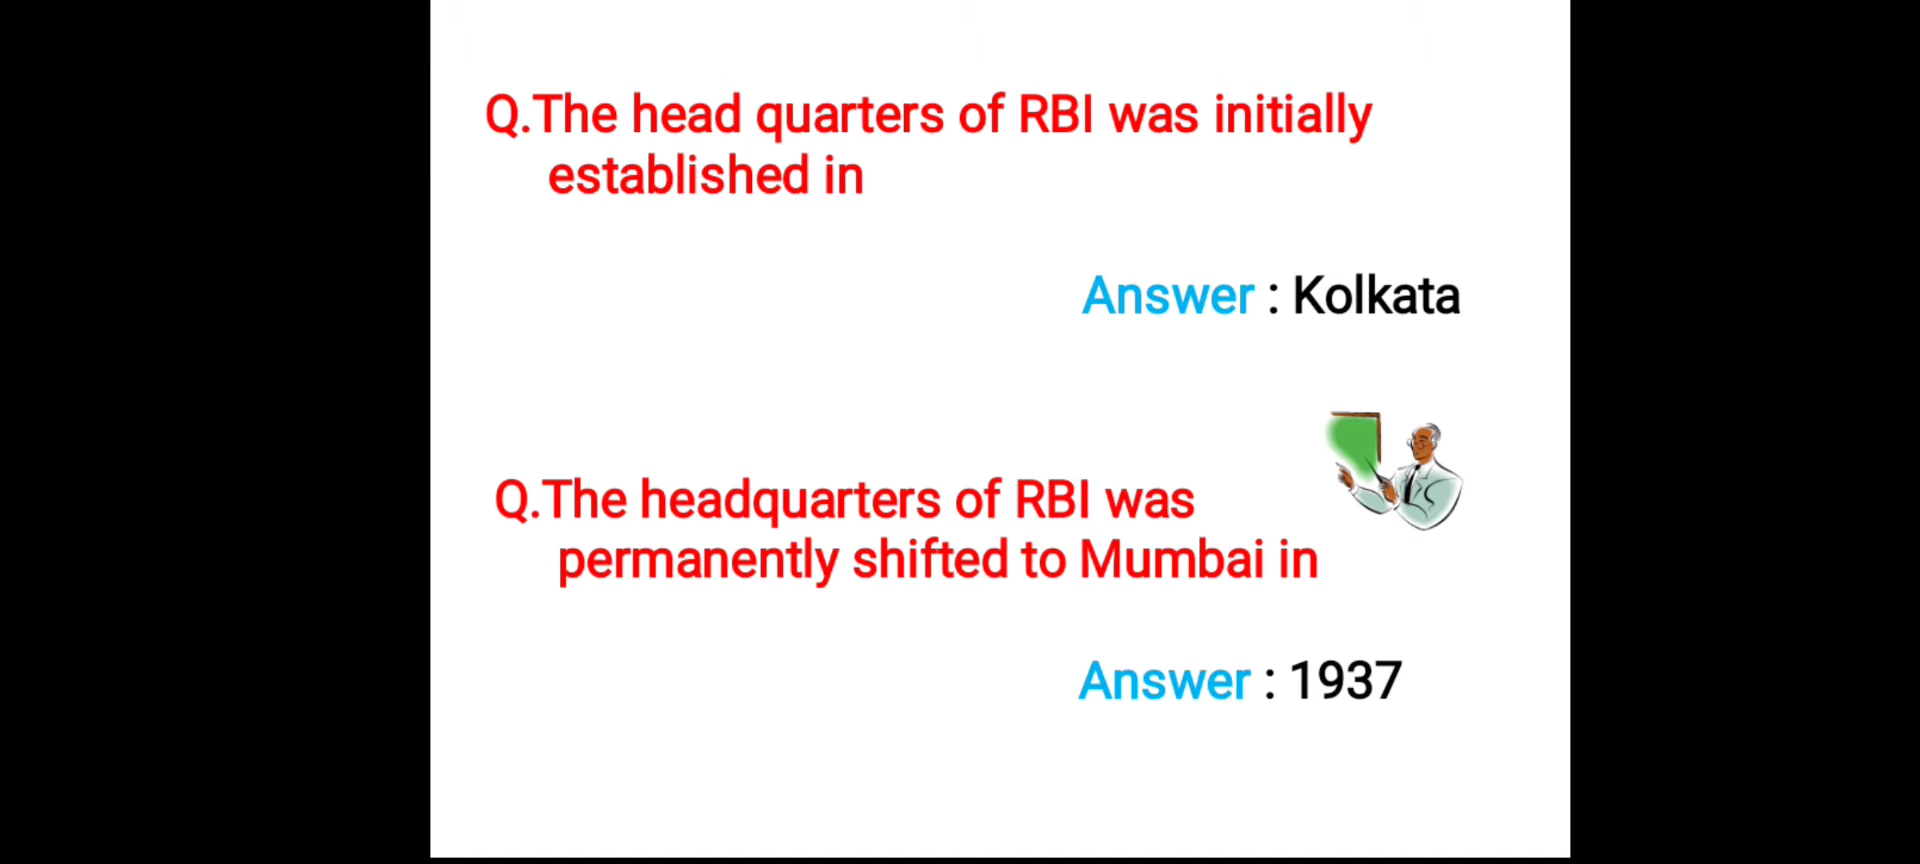 Q.The head quarters of RBI was initially
established in
Answer : Kolkata
Q.The headquarters of RBI was
permanently shifted to Mumbai in
Answer : 1937